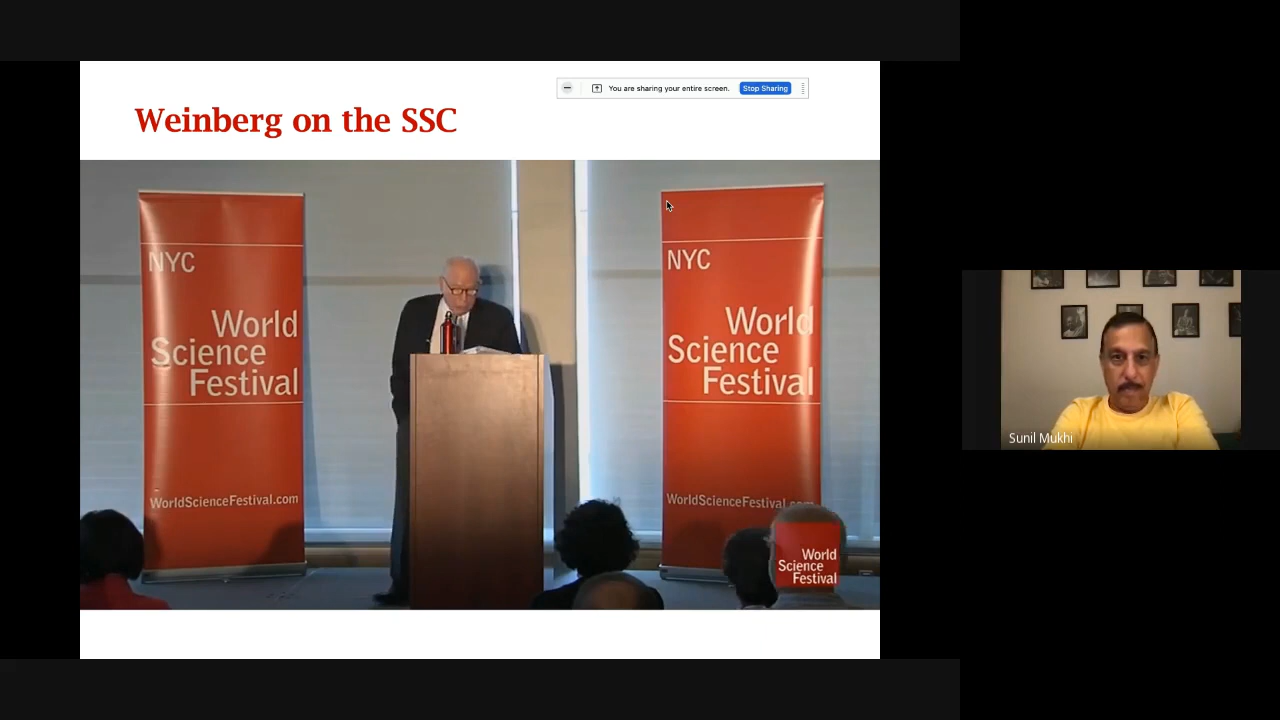 You are sharing your entire screen. Stop Sharing
Weinberg on the SSC
NYC
World
Science
Festival
WorldScienceFestival.com
NYC
World
Science
Festival
WorldScienceFestival.com
World
Science
Festival
Sunil Mukhi